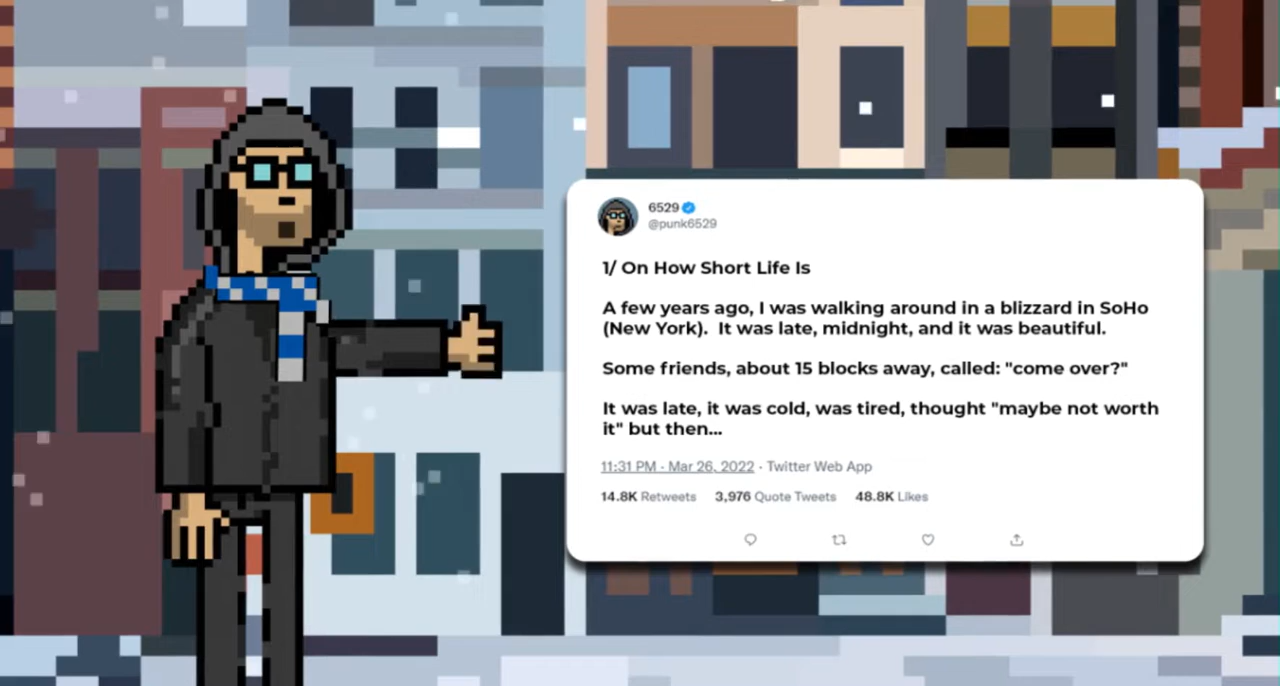 6529
@punk6529
1/ On How Short Life Is
A few years ago, I was walking around in a blizzard in SoHo
(New York).  It was late, midnight, and it was beautiful.
Some friends, about 15 blocks away, called: "come over?"
It was late, it was cold, was tired, thought "maybe not worth
it" but then...
11:31 PM · Mar 26, 2022 · Twitter Web App
14.8K Retweets 3,976 Quote Tweets 48.8K Likes